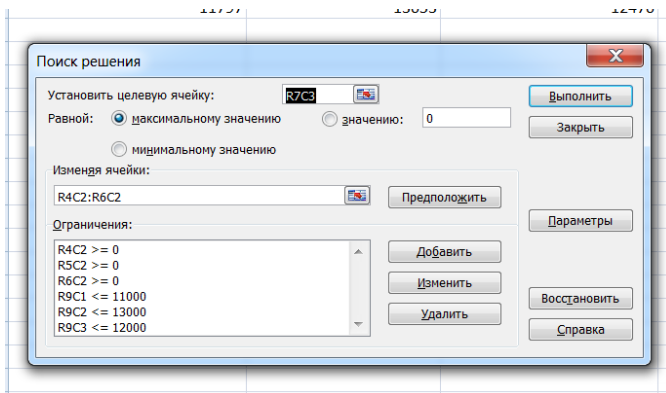 Поиск решения
Установить целевую ячейку: R7C3 Выполнить
Равной: максимальному значению значению: 0 Закрыть
минимальному значению
Изменяя ячейки:
R4C2:R6C2 Предположить
Ограничения: Параметры
R4C2 >= 0 Добавить
R5C2 >= 0
R6C2 >= 0 Изменить
R9C1 <= 11000 Восстановить
R9C2 <= 13000 Удалить
R9C3 <= 12000 Справка